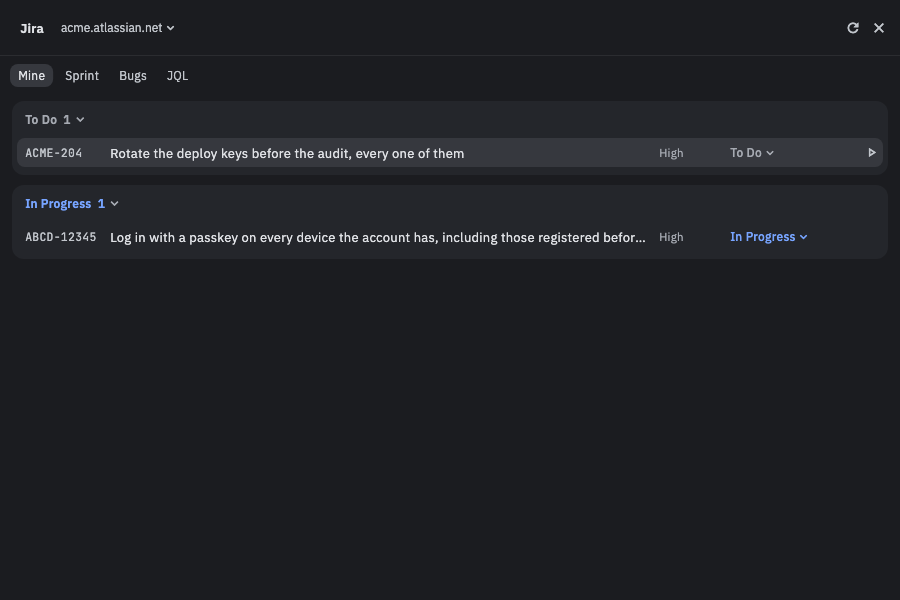 Jira acme.atlassian.net
Mine Sprint Bugs JQL
To Do 1
ACME-204 Rotate the deploy keys before the audit, every one of them High To Do
In Progress 1
ABCD-12345 Log in with a passkey on every device the account has, including those registered befor... High In Progress